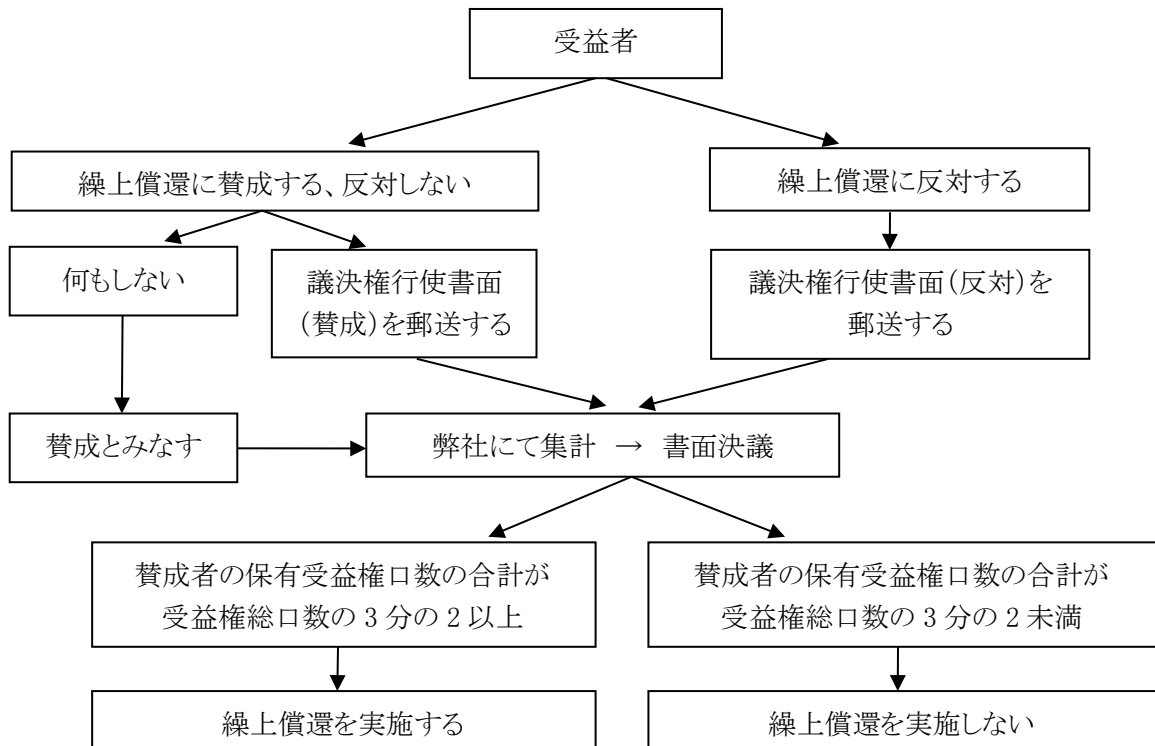 受益者
繰上償還に賛成する、反対しない
繰上償還に反対する
何もしない
議決権行使書面
(賛成)を郵送する
議決権行使書面(反対)を
郵送する
賛成とみなす
弊社にて集計 → 書面決議
賛成者の保有受益権口数の合計が
受益権総口数の3分の2以上
賛成者の保有受益権口数の合計が
受益権総口数の3分の2未満
繰上償還を実施する
繰上償還を実施しない